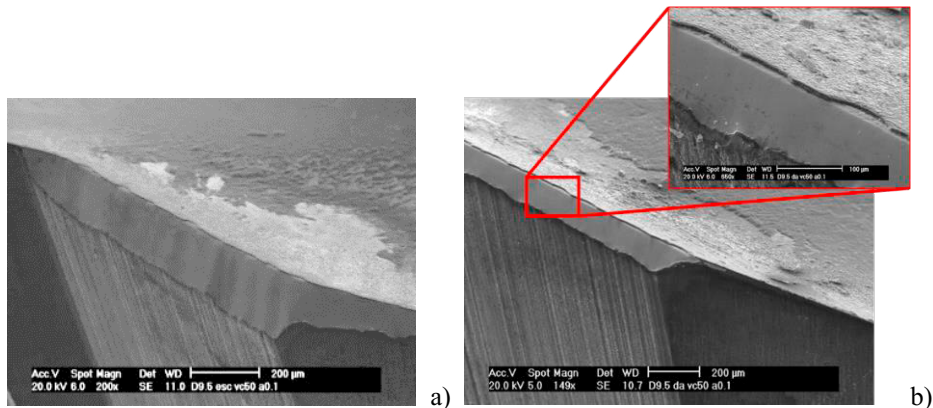 100 µm
Acc.V Spot Magn Det WD
20.0 kV 6.0 650x SE 11.5 D9.5 da vc50 a0.1
Acc.V Spot Magn Det WD 200 µm
20.0 kV 6.0 200x SE 11.0 D9.5 esc vc50 a0.1
a)
Acc.V Spot Magn Det WD 200 µm
20.0 kV 5.0 149x SE 10.7 D9.5 da vc50 a0.1
b)